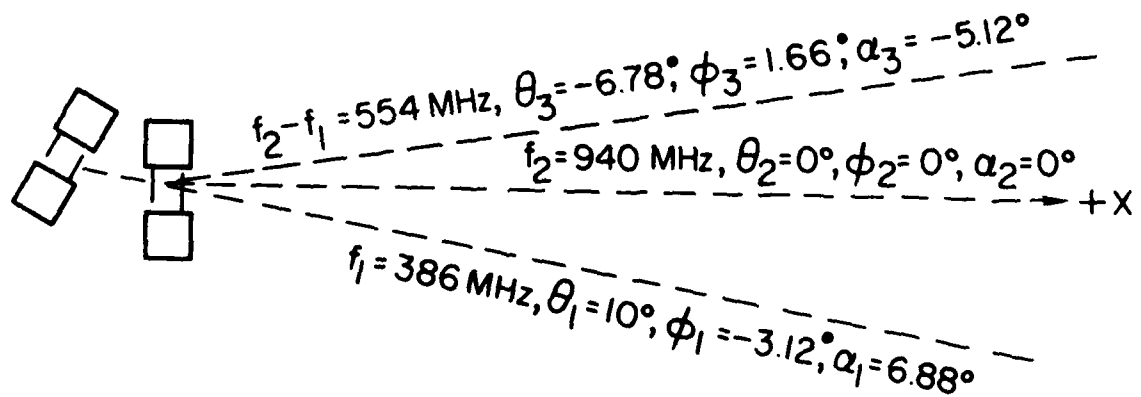 f₂-f₁ = 554 MHz, θ₃ = -6.78°, ϕ₃ = 1.66°, α₃ = -5.12°
f₂ = 940 MHz, θ₂ = 0°, ϕ₂ = 0°, α₂ = 0°
+X
f₁ = 386 MHz, θ₁ = 10°, ϕ₁ = -3.12°, α₁ = 6.88°